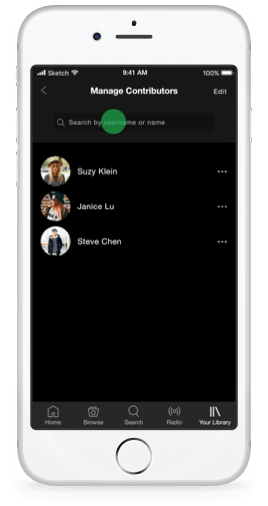 Sketch 9:41 AM 100%
Manage Contributors Edit
Search by username or name
Suzy Klein
Janice Lu
Steve Chen
Home Browse Search Radio Your Library